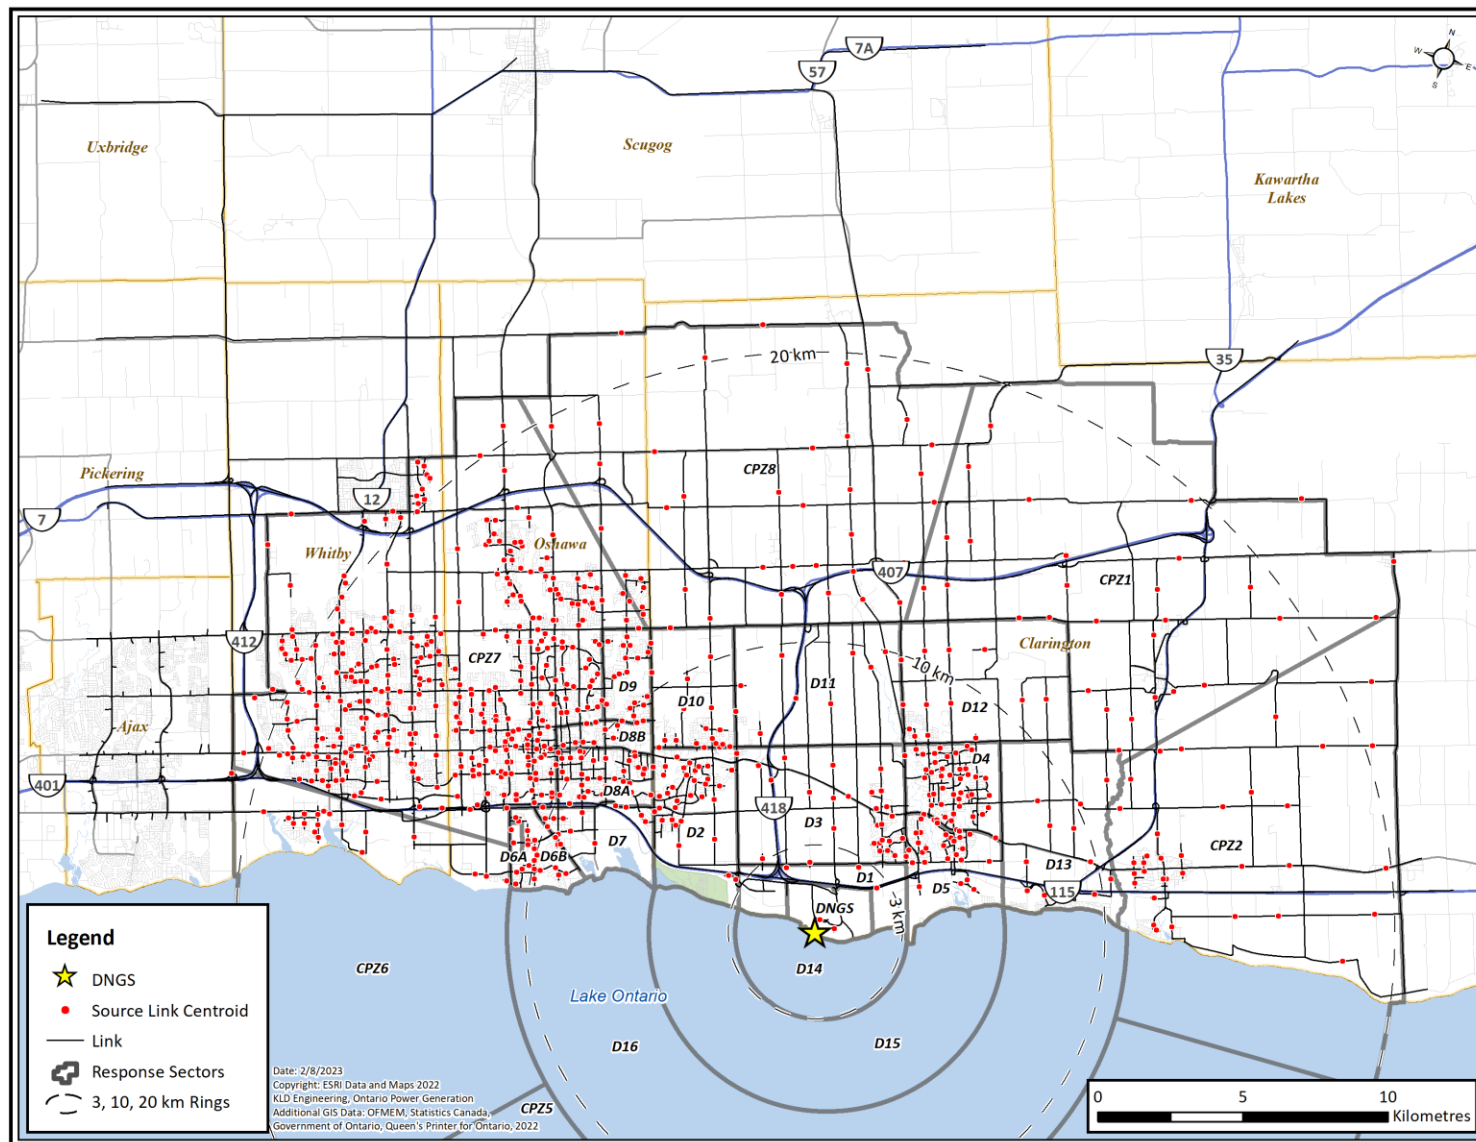 7A
57
N
W
E
S
Uxbridge
Scugog
Kawartha
Lakes
20 km
35
Pickering
CPZ8
12
7
Whitby
Oshawa
407
CPZ1
412
Clarington
CPZ7
10 km
D9
D11
D10
D12
Ajax
D8B
D4
401
D8A
418
D3
D2
D7
CPZ2
D6A
D6B
D13
D1
D5
115
DNGS
3 km
D14
CPZ6
Lake Ontario
D16
D15
CPZ5
Legend
DNGS
Source Link Centroid
Link
Response Sectors
3, 10, 20 km Rings
Date: 2/8/2023
Copyright: ESRI Data and Maps 2022
KLD Engineering, Ontario Power Generation
Additional GIS Data: OFMEM, Statistics Canada,
Government of Ontario, Queen's Printer for Ontario, 2022
0 5 10
Kilometres